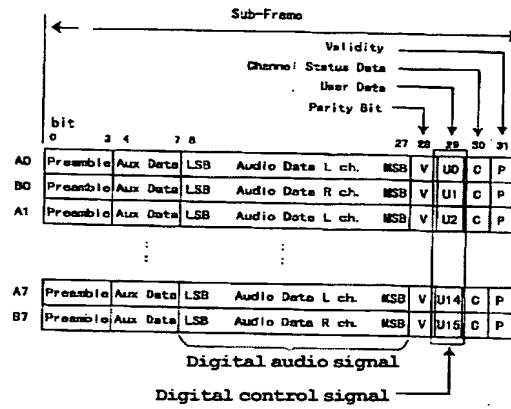 Sub-Frame
Validity
Channel Status Data
User Data
Parity Bit
bit
0 3 4 7 8 27 28 29 30 31
A0 Preamble Aux Data LSB Audio Data L ch. MSB V U0 C P
B0 Preamble Aux Data LSB Audio Data R ch. MSB V U1 C P
A1 Preamble Aux Data LSB Audio Data L ch. MSB V U2 C P
A7 Preamble Aux Data LSB Audio Data L ch. MSB V U14 C P
B7 Preamble Aux Data LSB Audio Data R ch. MSB V U15 C P
Digital audio signal
Digital control signal